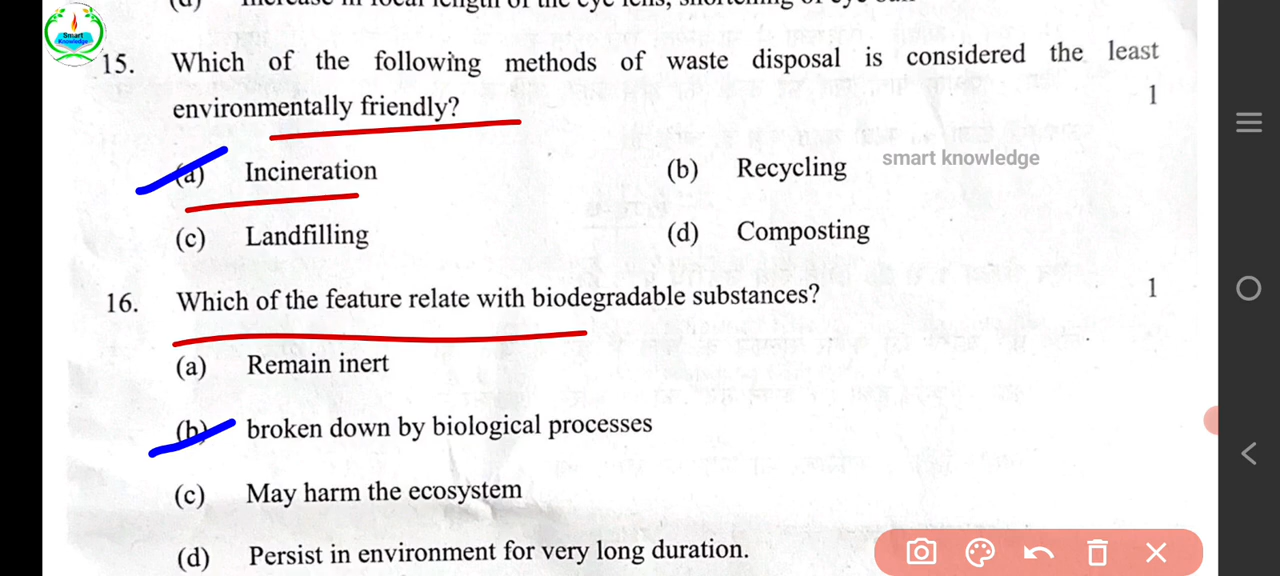 Smart
Knowledge
15. Which of the following methods of waste disposal is considered the least
environmentally friendly? 1
(a) Incineration (b) Recycling smart knowledge
(c) Landfilling (d) Composting
16. Which of the feature relate with biodegradable substances? 1
(a) Remain inert
(b) broken down by biological processes
(c) May harm the ecosystem
(d) Persist in environment for very long duration.